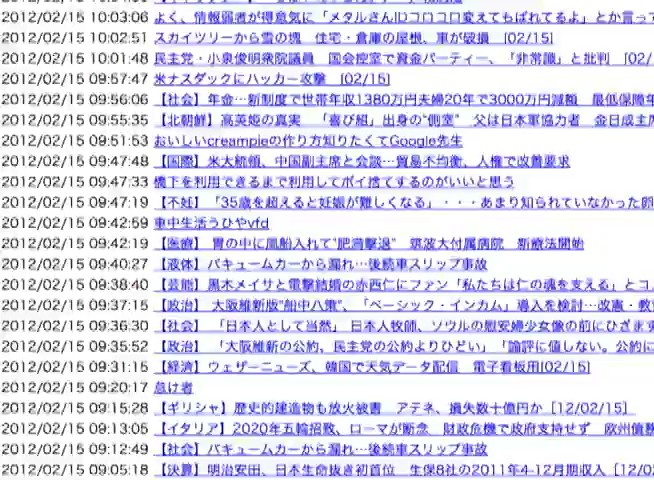 2012/02/15 10:03:06 よく、情報弱者が得意気に「メタルさんIDコロコロ変えてもばれてるよ」とか言って
2012/02/15 10:02:51 スカイツリーから雪の塊 住宅・倉庫の屋根、車が破損 [02/15]
2012/02/15 10:01:48 民主党・小泉俊明衆院議員 国会控室で資金パーティー、「非常識」と批判 [02/
2012/02/15 09:57:47 米ナスダックにハッカー攻撃 [02/15]
2012/02/15 09:56:06 【社会】年金…新制度で世帯年収1380万円夫婦20年で3000万円減額 最低保障年
2012/02/15 09:55:35 【北朝鮮】高英姫の真実 「喜び組」出身の"側室" 父は日本軍協力者 金日成主席
2012/02/15 09:51:53 おいしいcreampieの作り方知りたくてGoogle先生
2012/02/15 09:47:48 【国際】米大統領、中国副主席と会談…貿易不均衡、人権で改善要求
2012/02/15 09:47:33 橋下を利用できるまで利用してポイ捨てするのがいいと思う
2012/02/15 09:47:19 【不妊】「35歳を超えると妊娠が難しくなる」・・・あまり知られていなかった卵
2012/02/15 09:42:59 車中生活うひやvfd
2012/02/15 09:42:19 【医療】 胃の中に風船入れて"肥満撃退" 筑波大付属病院 新療法開始
2012/02/15 09:40:27 【液体】バキュームカーから漏れ…後続車スリップ事故
2012/02/15 09:38:40 【芸能】黒木メイサと電撃結婚の赤西仁にファン「私たちは仁の魂を支える」とコ
2012/02/15 09:37:15 【政治】 大阪維新版"船中八策"、「ベーシック・インカム」導入を検討…改憲・教
2012/02/15 09:36:30 【社会】 「日本人として当然」 日本人牧師、ソウルの慰安婦少女像の前にひざます
2012/02/15 09:35:52 【政治】 「大阪維新の公約、民主党の公約よりひどい」「論評に値しない。公約に
2012/02/15 09:31:15 【経済】ウェザーニューズ、韓国で天気データ配信 電子看板用[02/15]
2012/02/15 09:20:17 怠け者
2012/02/15 09:15:28 【ギリシャ】歴史的建造物も放火被害 アテネ、損失数十億円か [12/02/15]
2012/02/15 09:13:05 【イタリア】2020年五輪招致、ローマが断念 財政危機で政府支持せず 欧州債務
2012/02/15 09:12:49 【社会】バキュームカーから漏れ…後続車スリップ事故
2012/02/15 09:05:18 【決算】明治安田、日本生命抜き初首位 生保8社の2011年4-12月期収入 [12/02